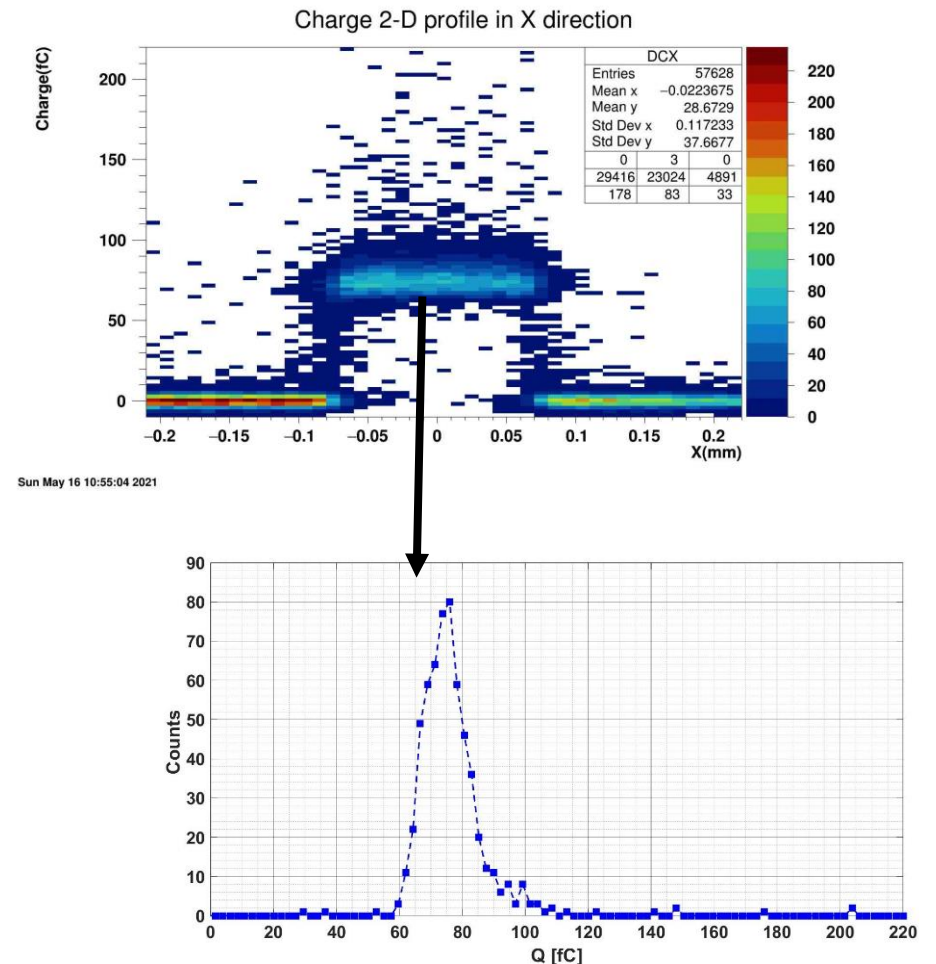 Charge 2-D profile in X direction
Charge(fC)
200
150
100
50
0
−0.2 −0.15 −0.1 −0.05 0 0.05 0.1 0.15 0.2
X(mm)
DCX
Entries 57628
Mean x −0.0223675
Mean y 28.6729
Std Dev x 0.117233
Std Dev y 37.6677
0 3 0
29416 23024 4891
178 83 33
220
200
180
160
140
120
100
80
60
40
20
0
Sun May 16 10:55:04 2021
Counts
90
80
70
60
50
40
30
20
10
0
0 20 40 60 80 100 120 140 160 180 200 220
Q [fC]